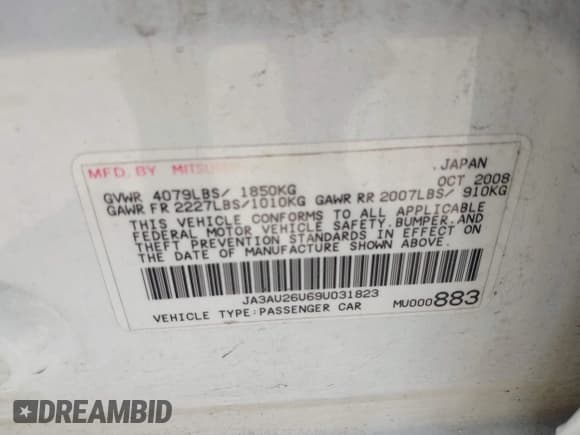 MFD. BY MITSU
JAPAN
OCT 2008
GVWR 4079LBS/ 1850KG
GAWR FR 2227LBS/1010KG GAWR RR 2007LBS/ 910KG
THIS VEHICLE CONFORMS TO ALL APPLICABLE
FEDERAL MOTOR VEHICLE SAFETY,BUMPER,AND
THEFT PREVENTION STANDARDS IN EFFECT ON
THE DATE OF MANUFACTURE SHOWN ABOVE.
JA3AU26U69U031823
VEHICLE TYPE:PASSENGER CAR MU000883
DREAMBID